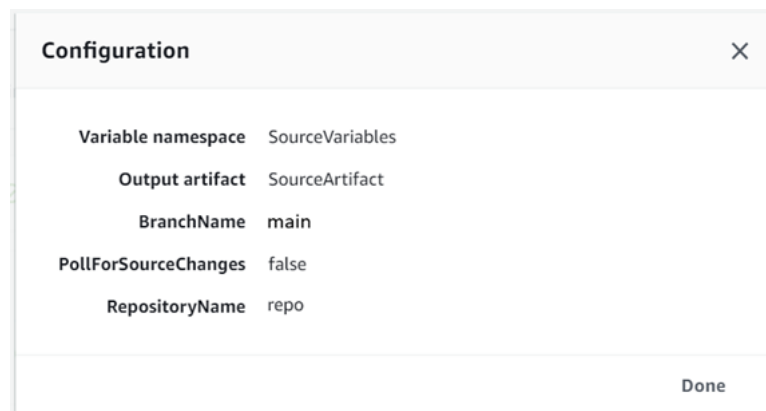 Configuration
Variable namespace SourceVariables
Output artifact SourceArtifact
BranchName main
PollForSourceChanges false
RepositoryName repo
Done